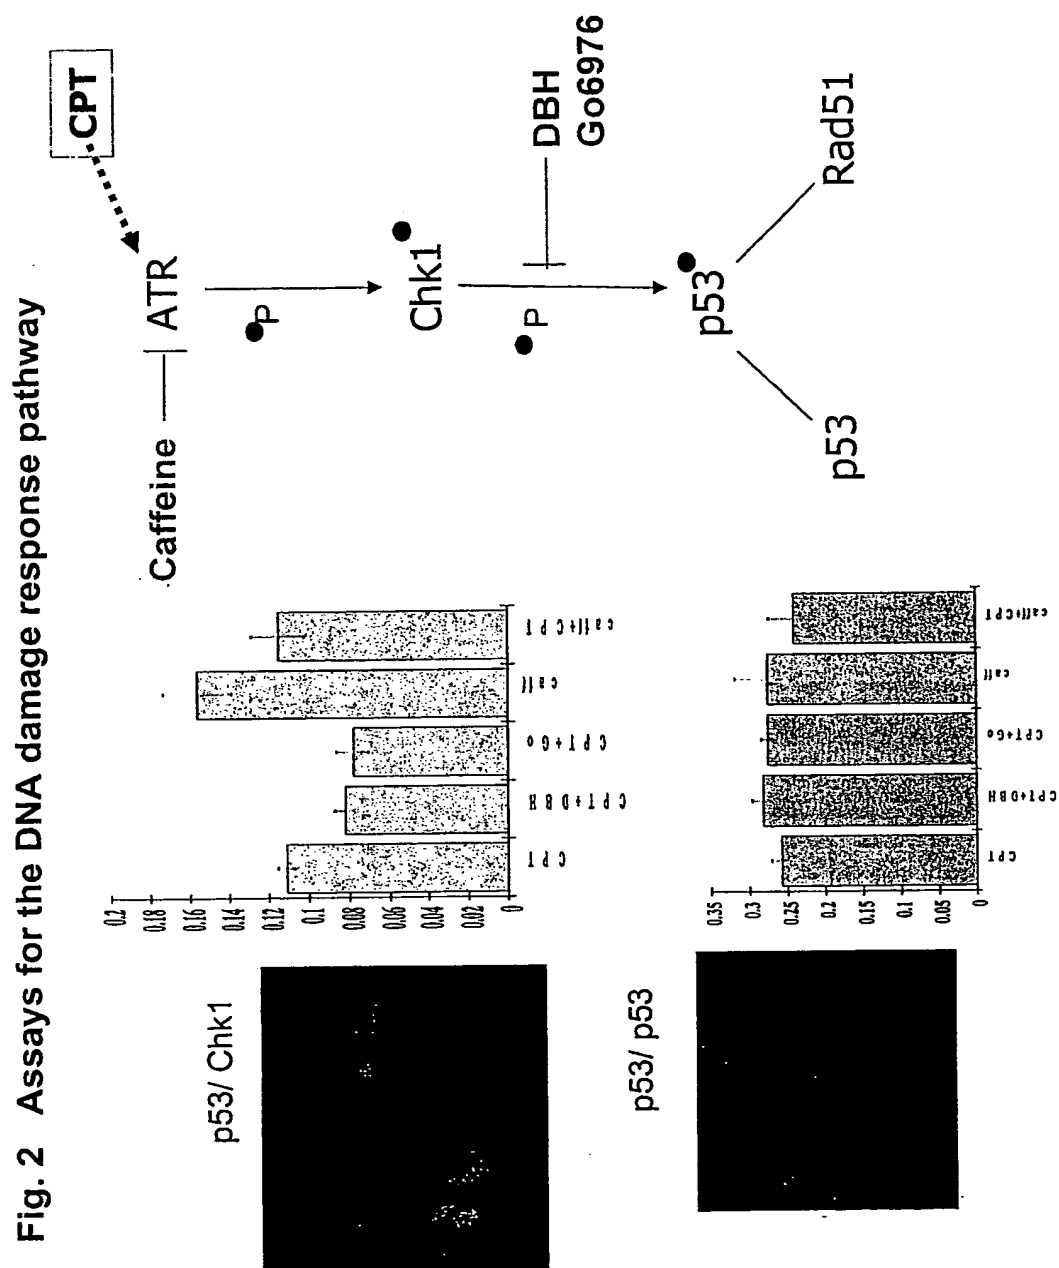 Fig. 2 Assays for the DNA damage response pathway
p53/ Chk1
0.2
0.18
0.16
0.14
0.12
0.1
0.08
0.06
0.04
0.02
0
CPT
CPT+DBH
CPT+Go
caff
caff+CPT
p53/ p53
0.35
0.3
0.25
0.2
0.15
0.1
0.05
0
CPT
CPT+DBH
CPT+Go
caff
caff+CPT
CPT
Caffeine
ATR
P
Chk1
P
DBH
Go6976
p53
p53
Rad51